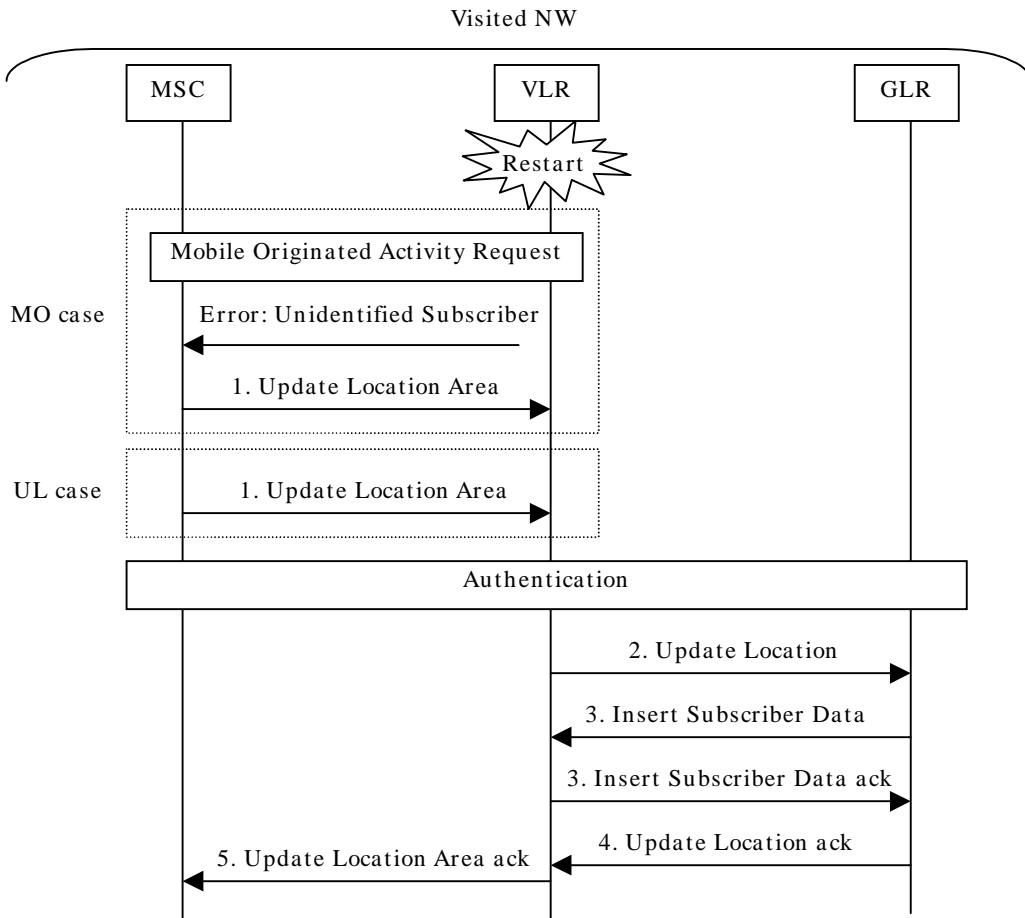 Visited NW
MSC
VLR
GLR
Restart
Mobile Originated Activity Request
MO case
Error: Unidentified Subscriber
1. Update Location Area
UL case
1. Update Location Area
Authentication
2. Update Location
3. Insert Subscriber Data
3. Insert Subscriber Data ack
4. Update Location ack
5. Update Location Area ack